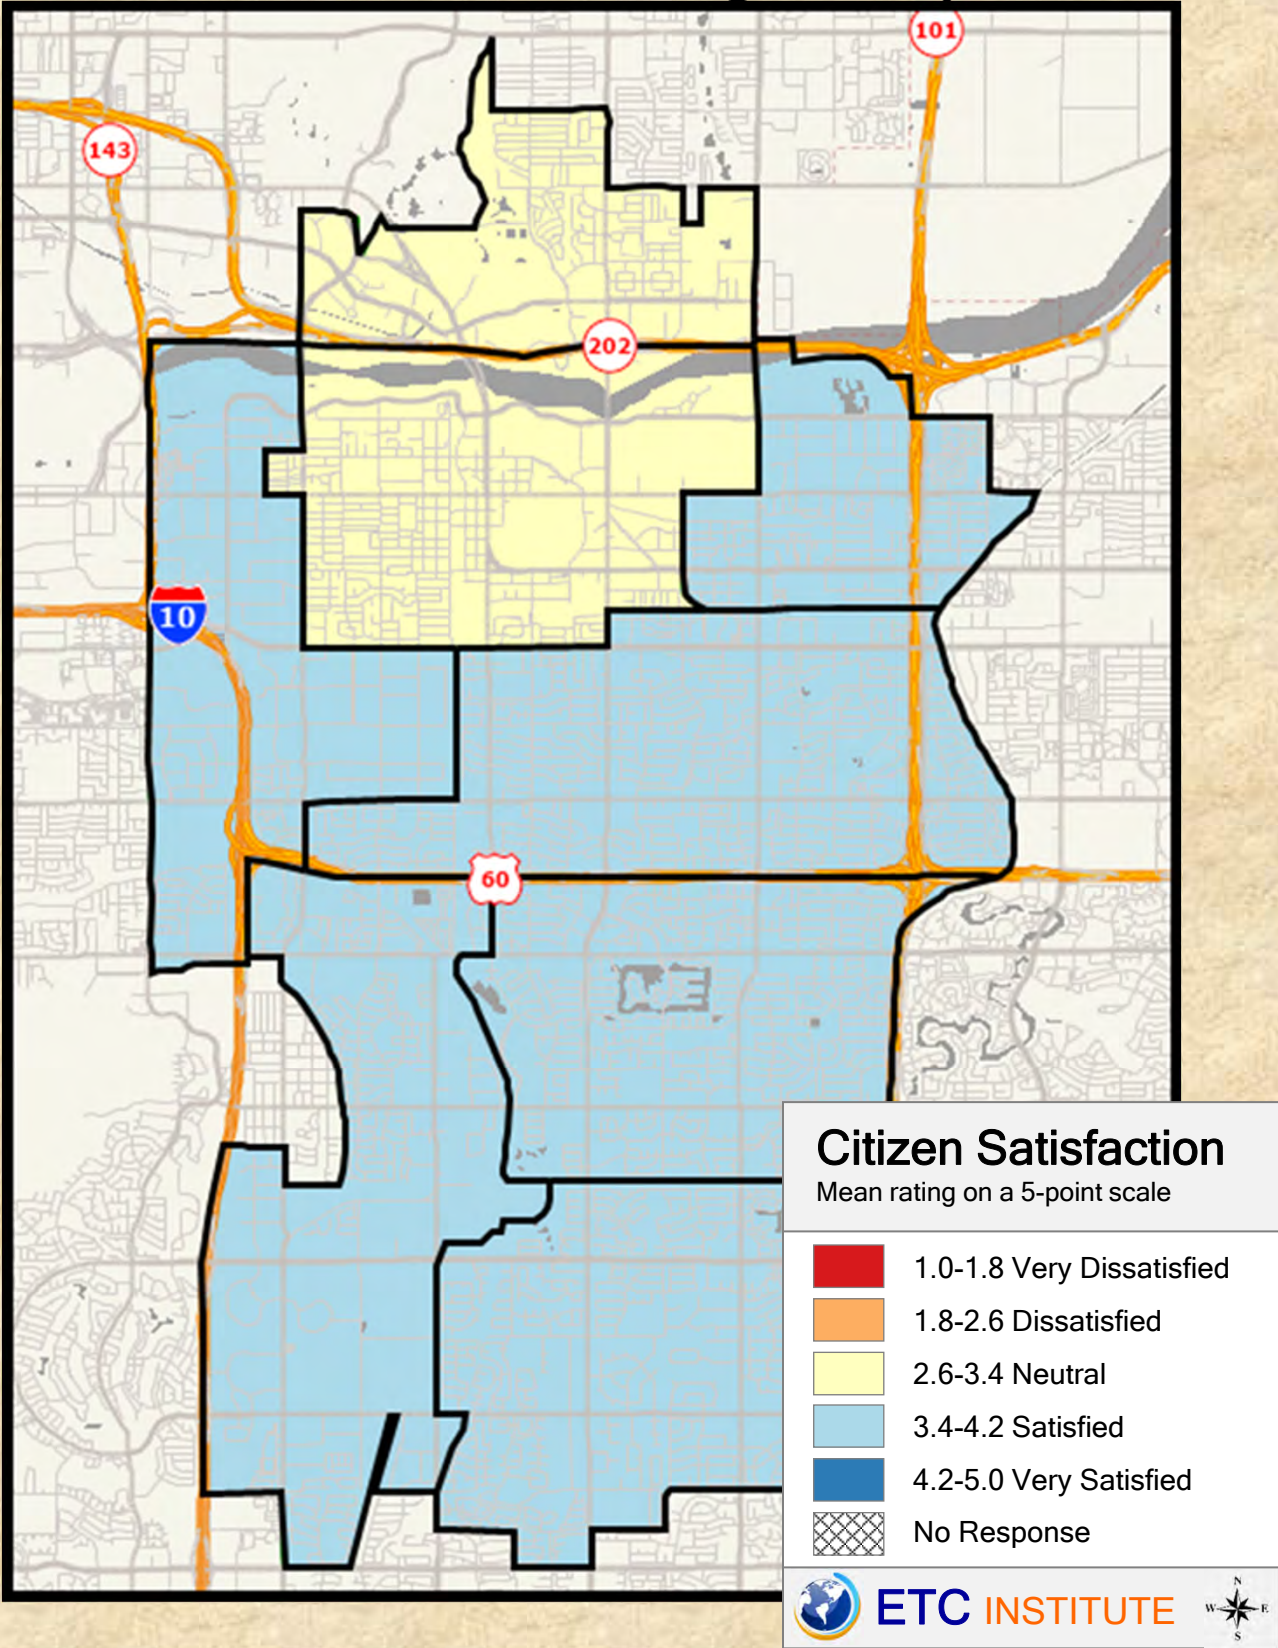 101
143
202
10
60
Citizen Satisfaction
Mean rating on a 5-point scale
1.0-1.8 Very Dissatisfied
1.8-2.6 Dissatisfied
2.6-3.4 Neutral
3.4-4.2 Satisfied
4.2-5.0 Very Satisfied
No Response
ETC INSTITUTE
N
W E
S